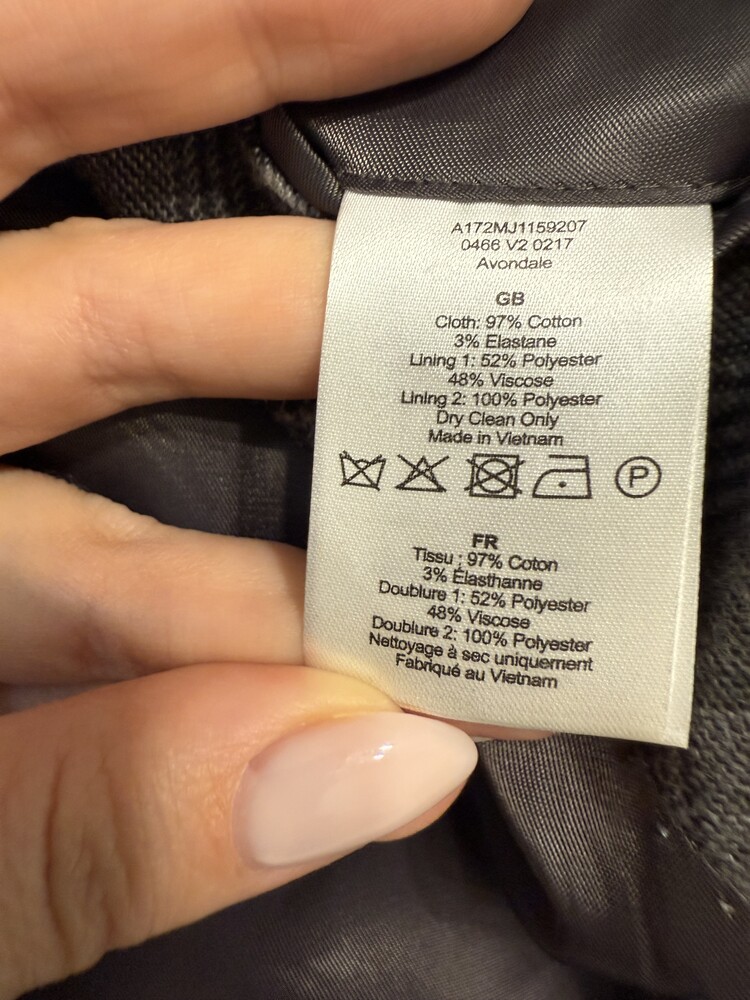 A172MJ1159207
0466 V2 0217
Avondale
GB
Cloth: 97% Cotton
3% Elastane
Lining 1: 52% Polyester
48% Viscose
Lining 2: 100% Polyester
Dry Clean Only
Made in Vietnam
P
FR
Tissu : 97% Coton
3% Élasthanne
Doublure 1: 52% Polyester
48% Viscose
Doublure 2: 100% Polyester
Nettoyage à sec uniquement
Fabriqué au Vietnam